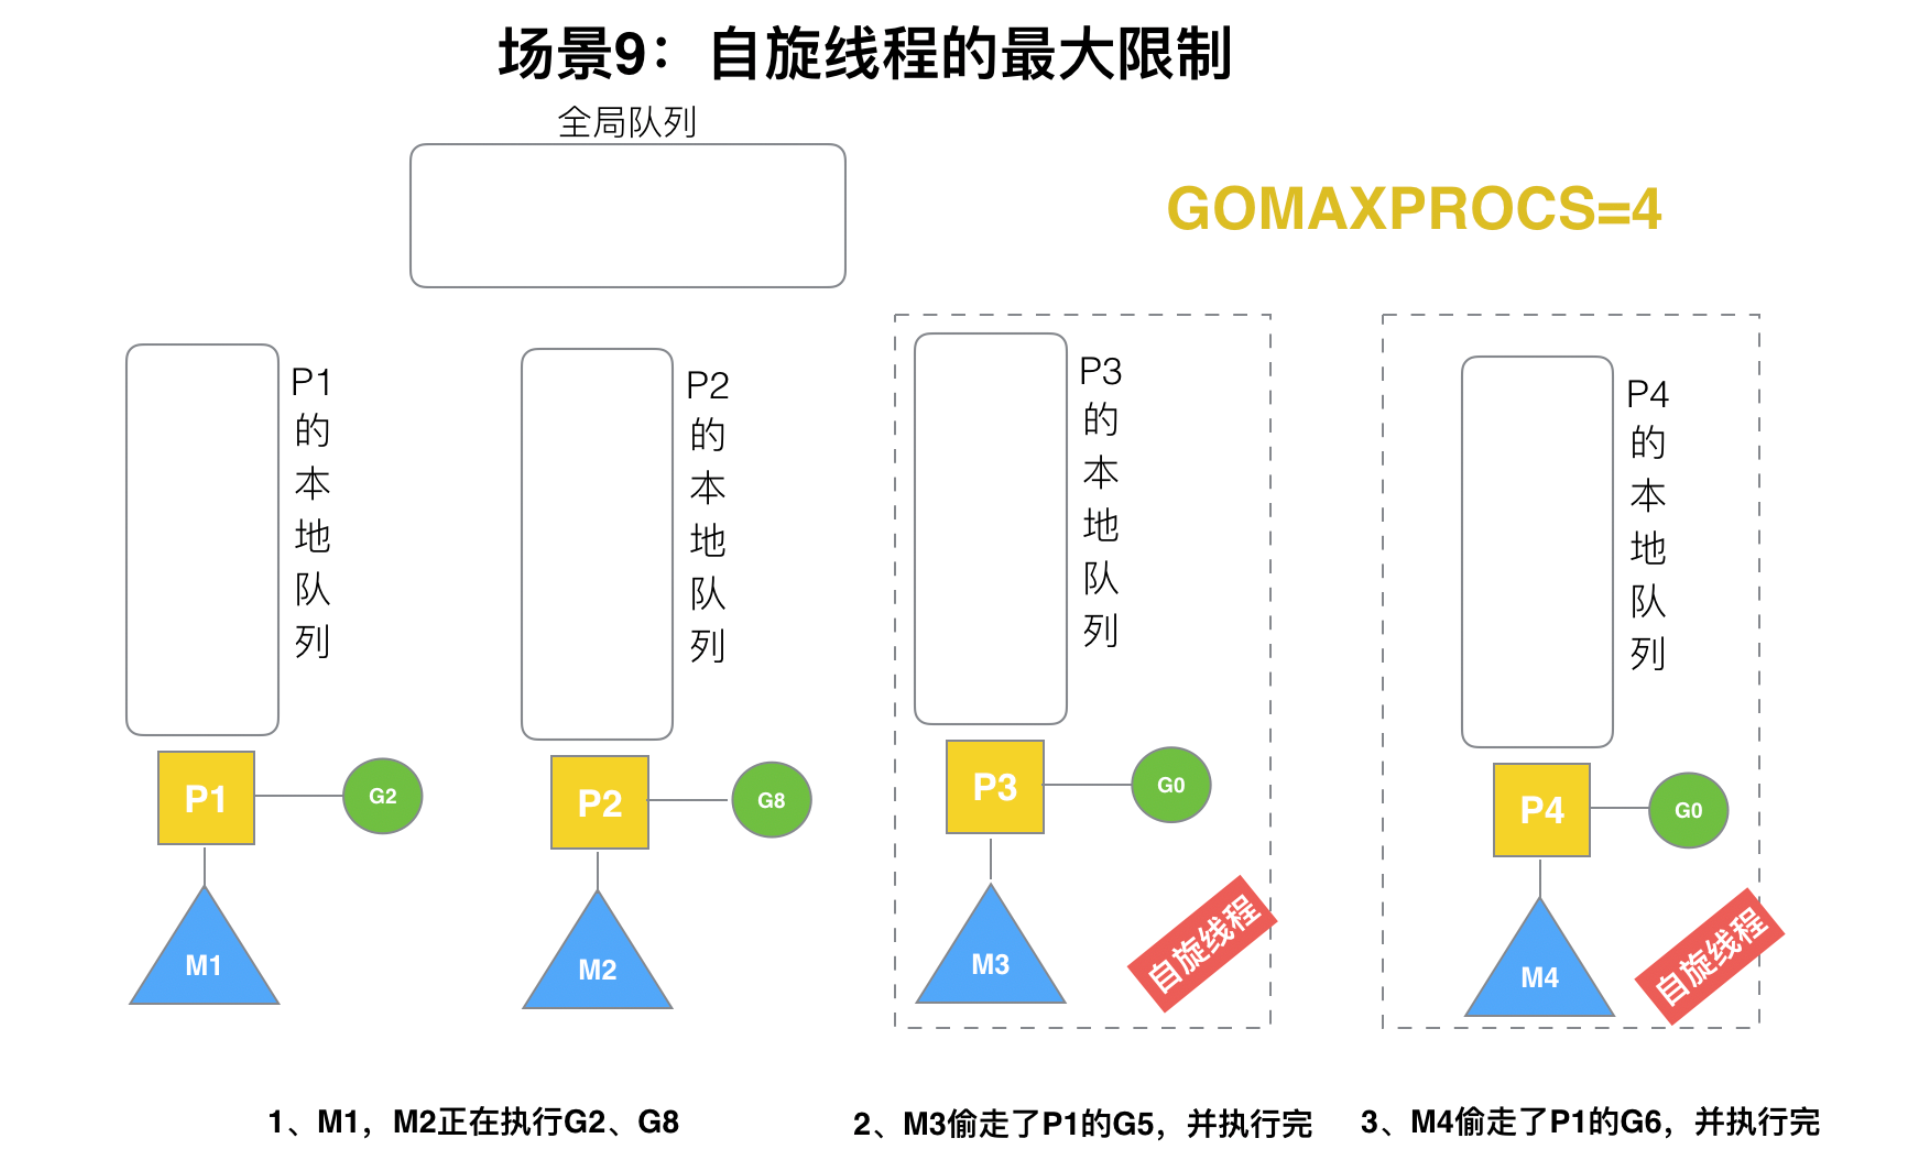 场景9：自旋线程的最大限制
全局队列
GOMAXPROCS=4
P1的本地队列
P2的本地队列
P3的本地队列
P4的本地队列
P1
G2
P2
G8
P3
G0
P4
G0
M1
M2
M3
自旋线程
M4
自旋线程
1、M1，M2正在执行G2、G8
2、M3偷走了P1的G5，并执行完
3、M4偷走了P1的G6，并执行完